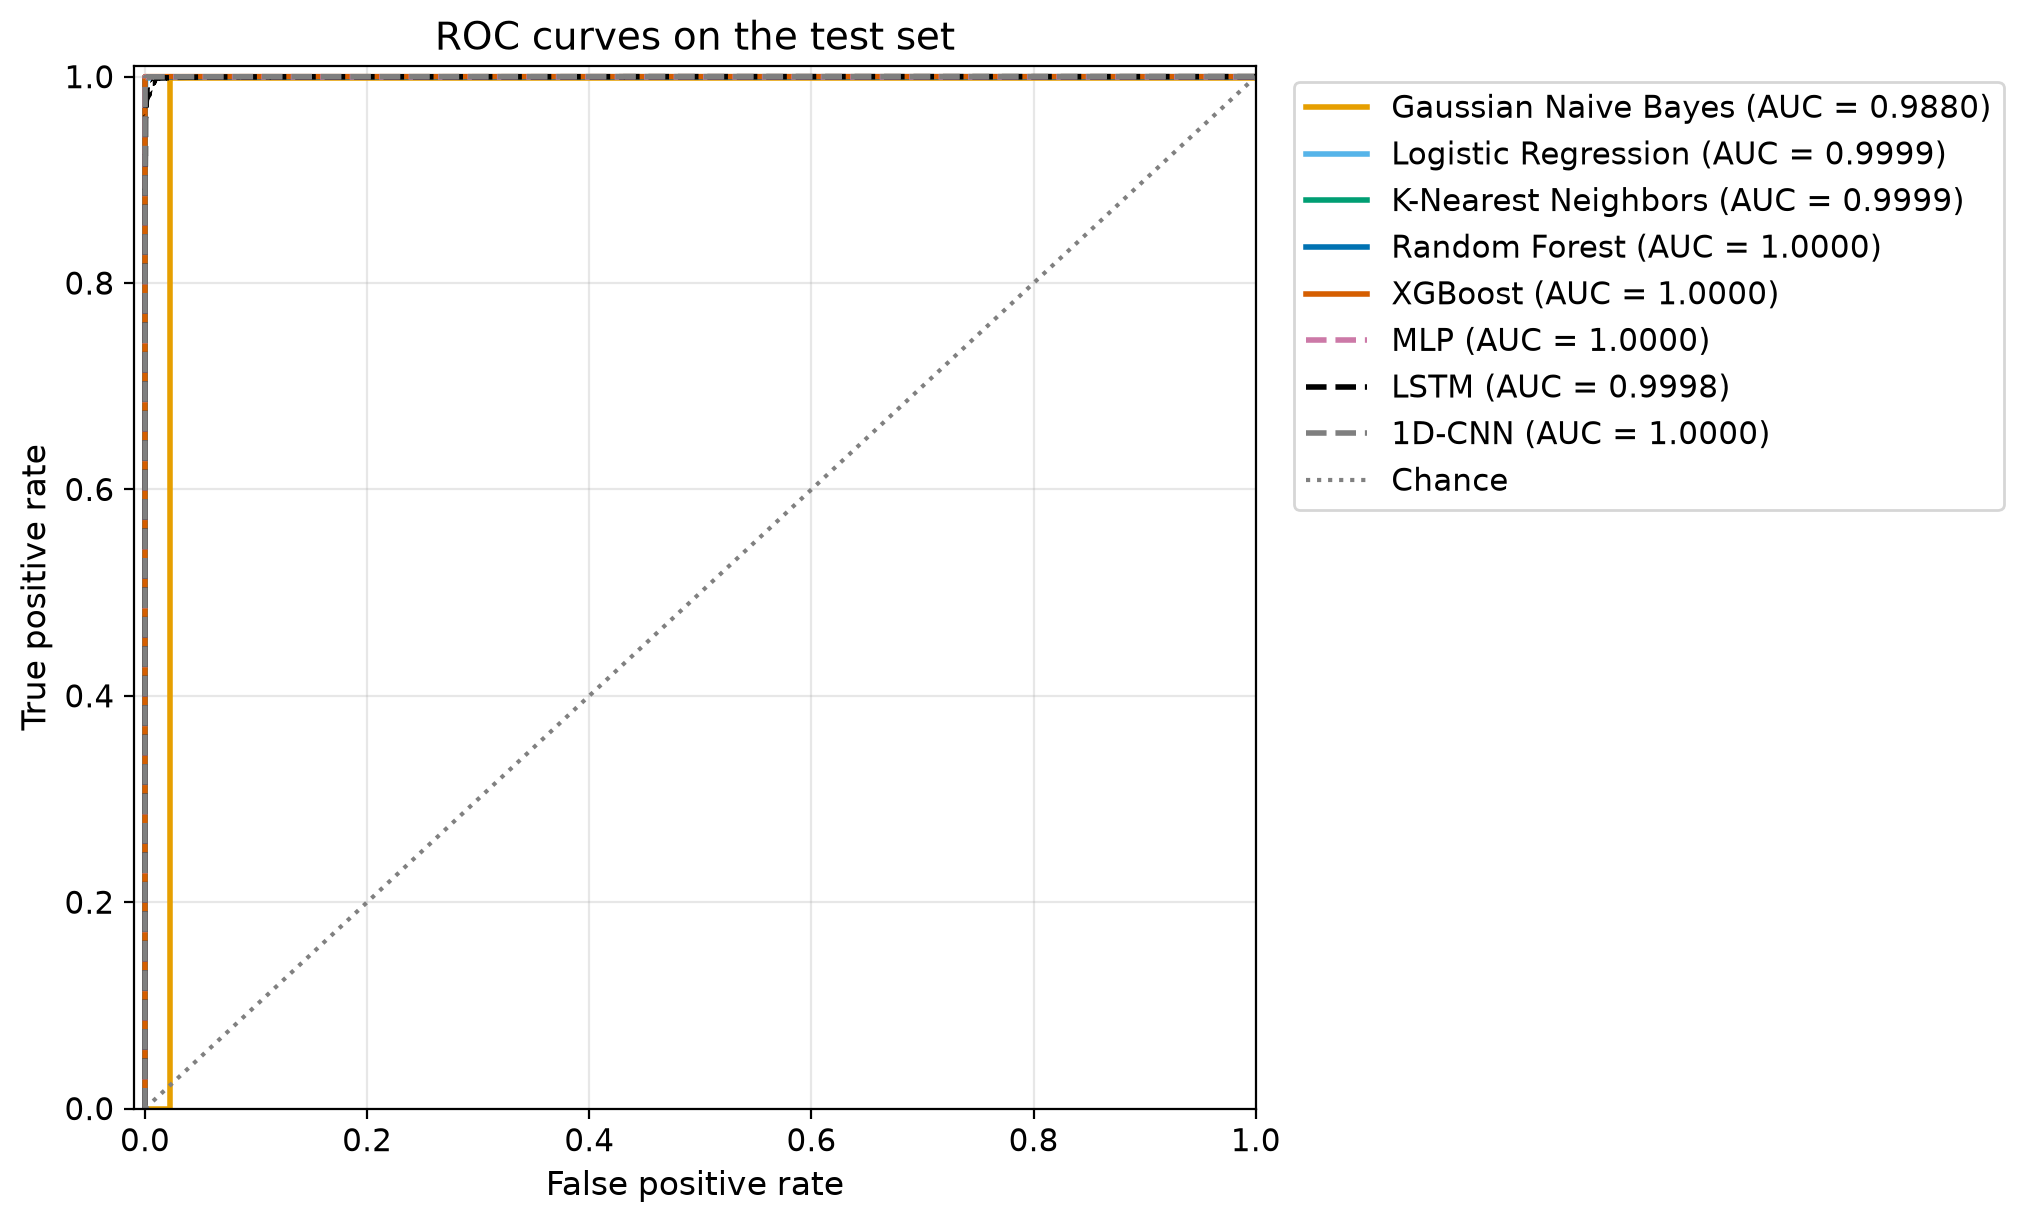 ROC curves on the test set
1.0
0.8
0.6
0.4
0.2
0.0
True positive rate
0.0 0.2 0.4 0.6 0.8 1.0
False positive rate
Gaussian Naive Bayes (AUC = 0.9880)
Logistic Regression (AUC = 0.9999)
K-Nearest Neighbors (AUC = 0.9999)
Random Forest (AUC = 1.0000)
XGBoost (AUC = 1.0000)
MLP (AUC = 1.0000)
LSTM (AUC = 0.9998)
1D-CNN (AUC = 1.0000)
Chance